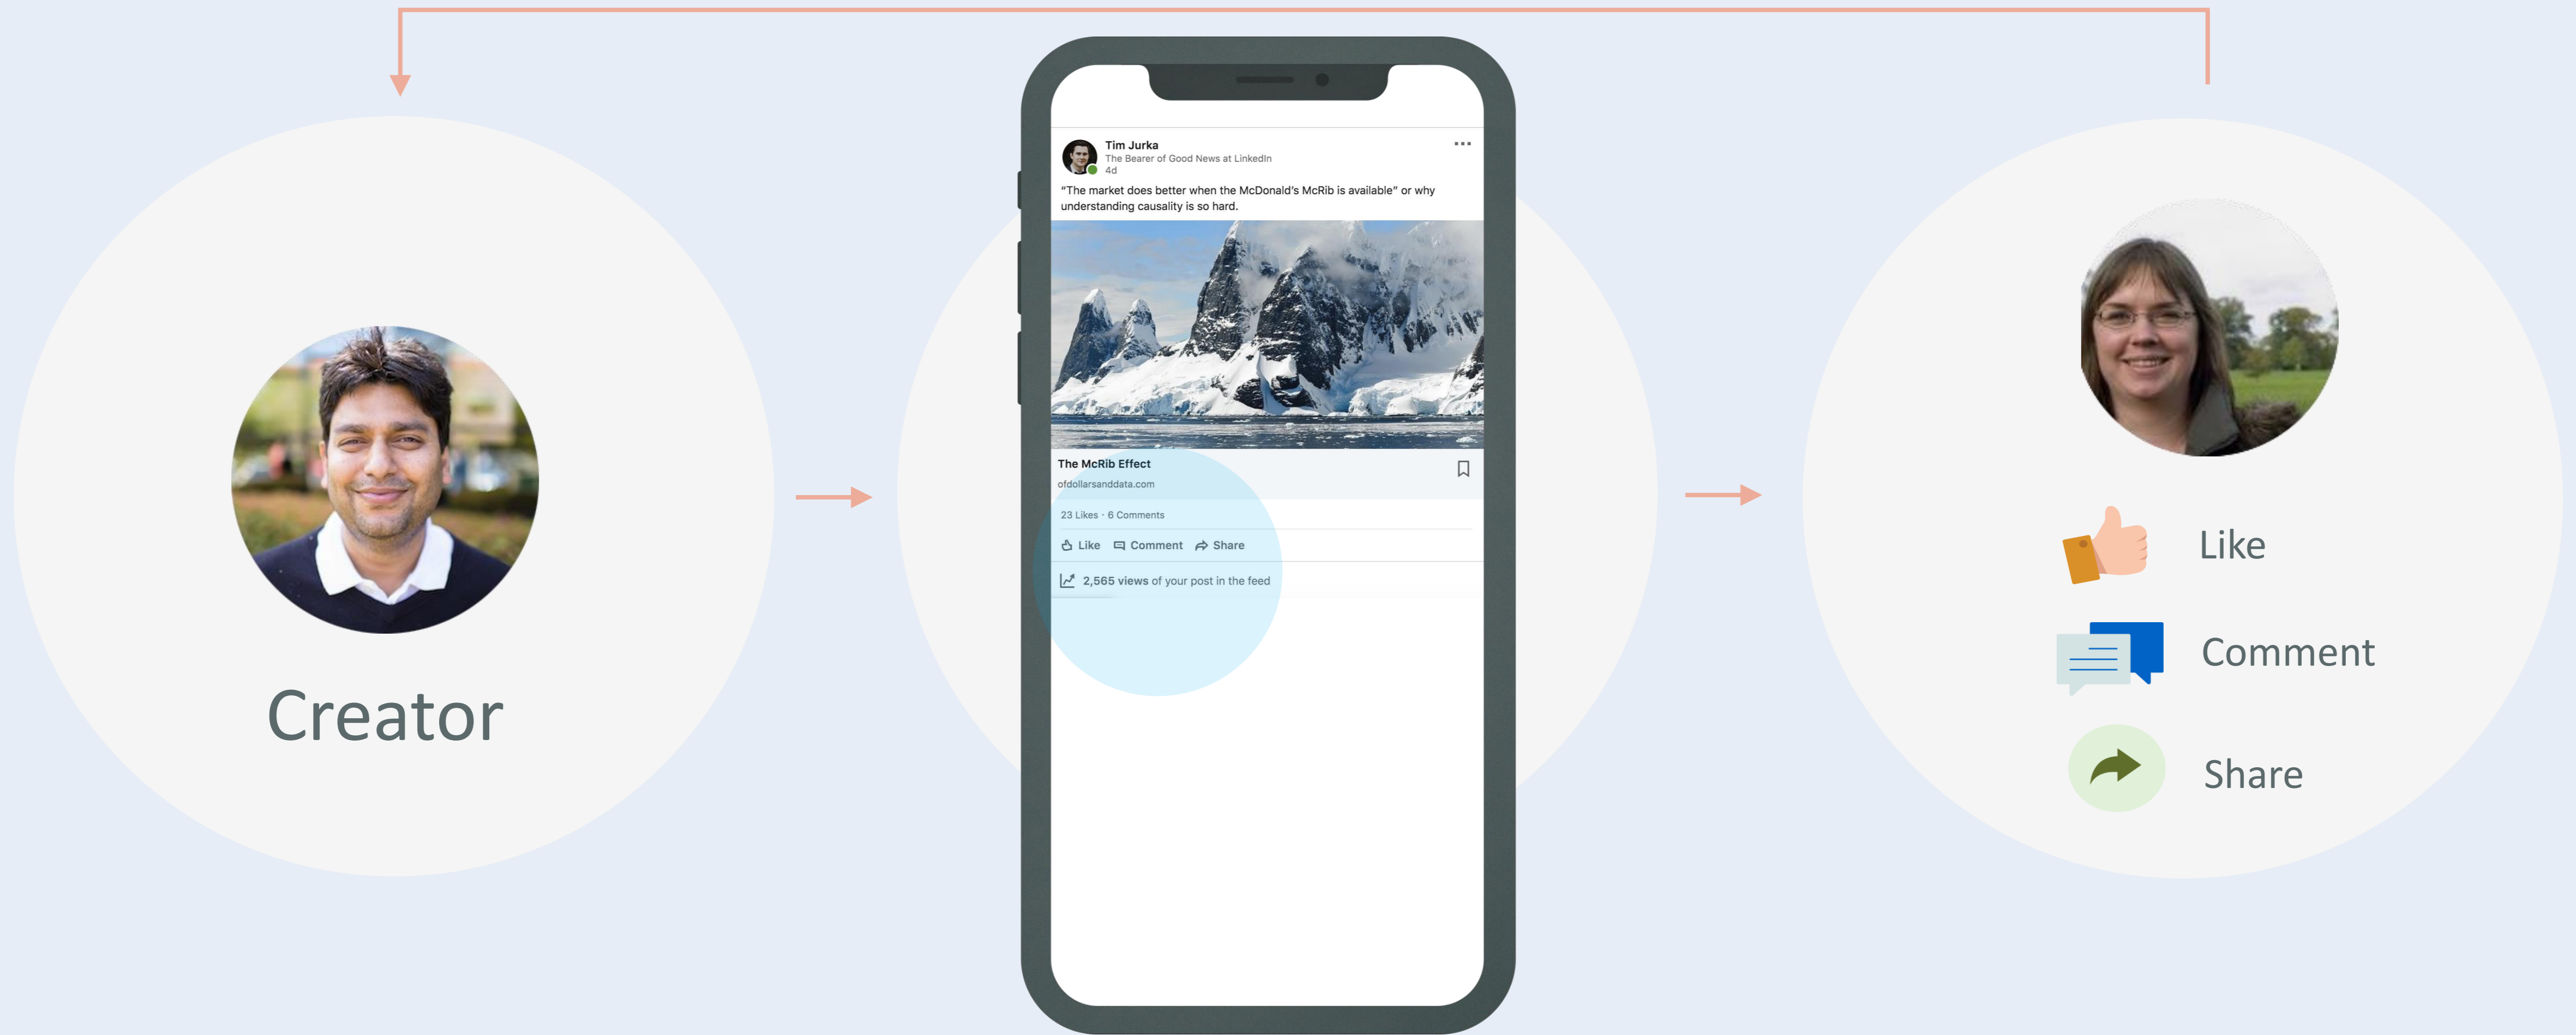 Creator
Tim Jurka
The Bearer of Good News at LinkedIn
4d
“The market does better when the McDonald’s McRib is available” or why
understanding causality is so hard.
The McRib Effect
ofdollarsanddata.com
23 Likes · 6 Comments
Like Comment Share
2,565 views of your post in the feed
Like
Comment
Share